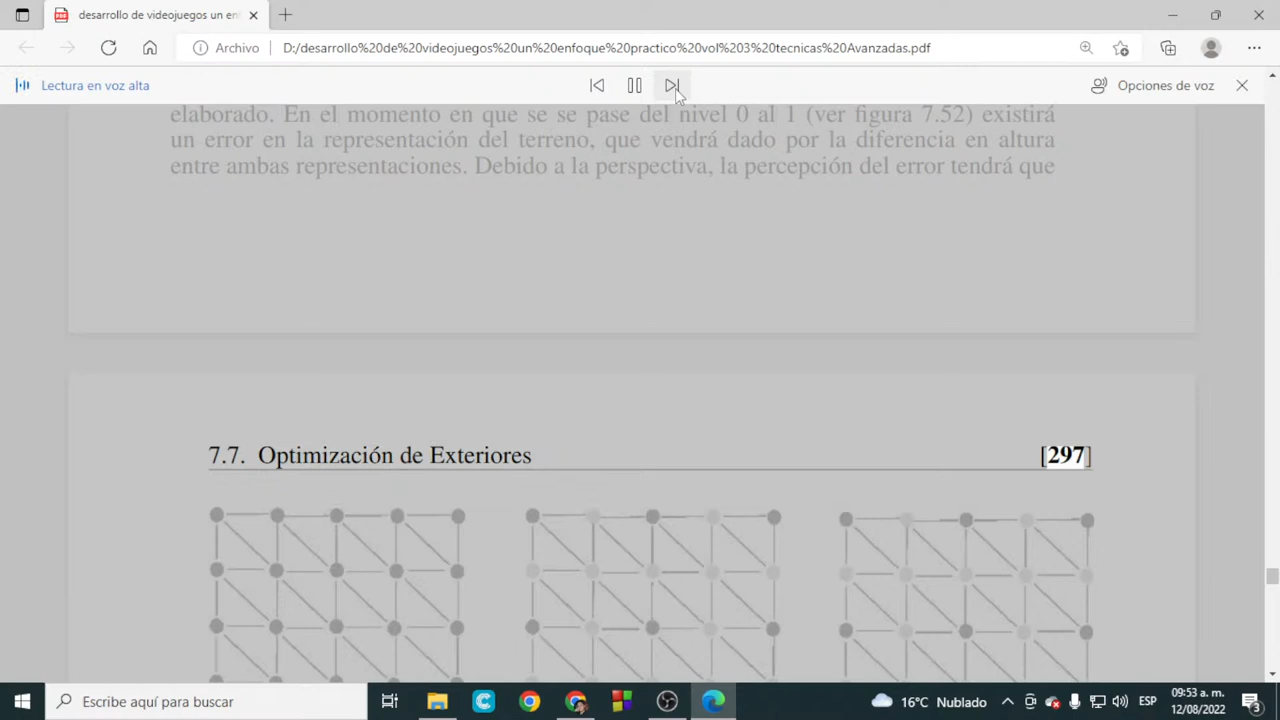 desarrollo de videojuegos un en
Archivo
D:/desarrollo%20de%20videojuegos%20un%20enfoque%20practico%20vol%203%20tecnicas%20Avanzadas.pdf
Lectura en voz alta
Opciones de voz
elaborado. En el momento en que se se pase del nivel 0 al 1 (ver figura 7.52) existirá
un error en la representación del terreno, que vendrá dado por la diferencia en altura
entre ambas representaciones. Debido a la perspectiva, la percepción del error tendrá que
7.7. Optimización de Exteriores [297]
Escribe aquí para buscar
16°C Nublado
ESP
09:53 a. m.
12/08/2022
3